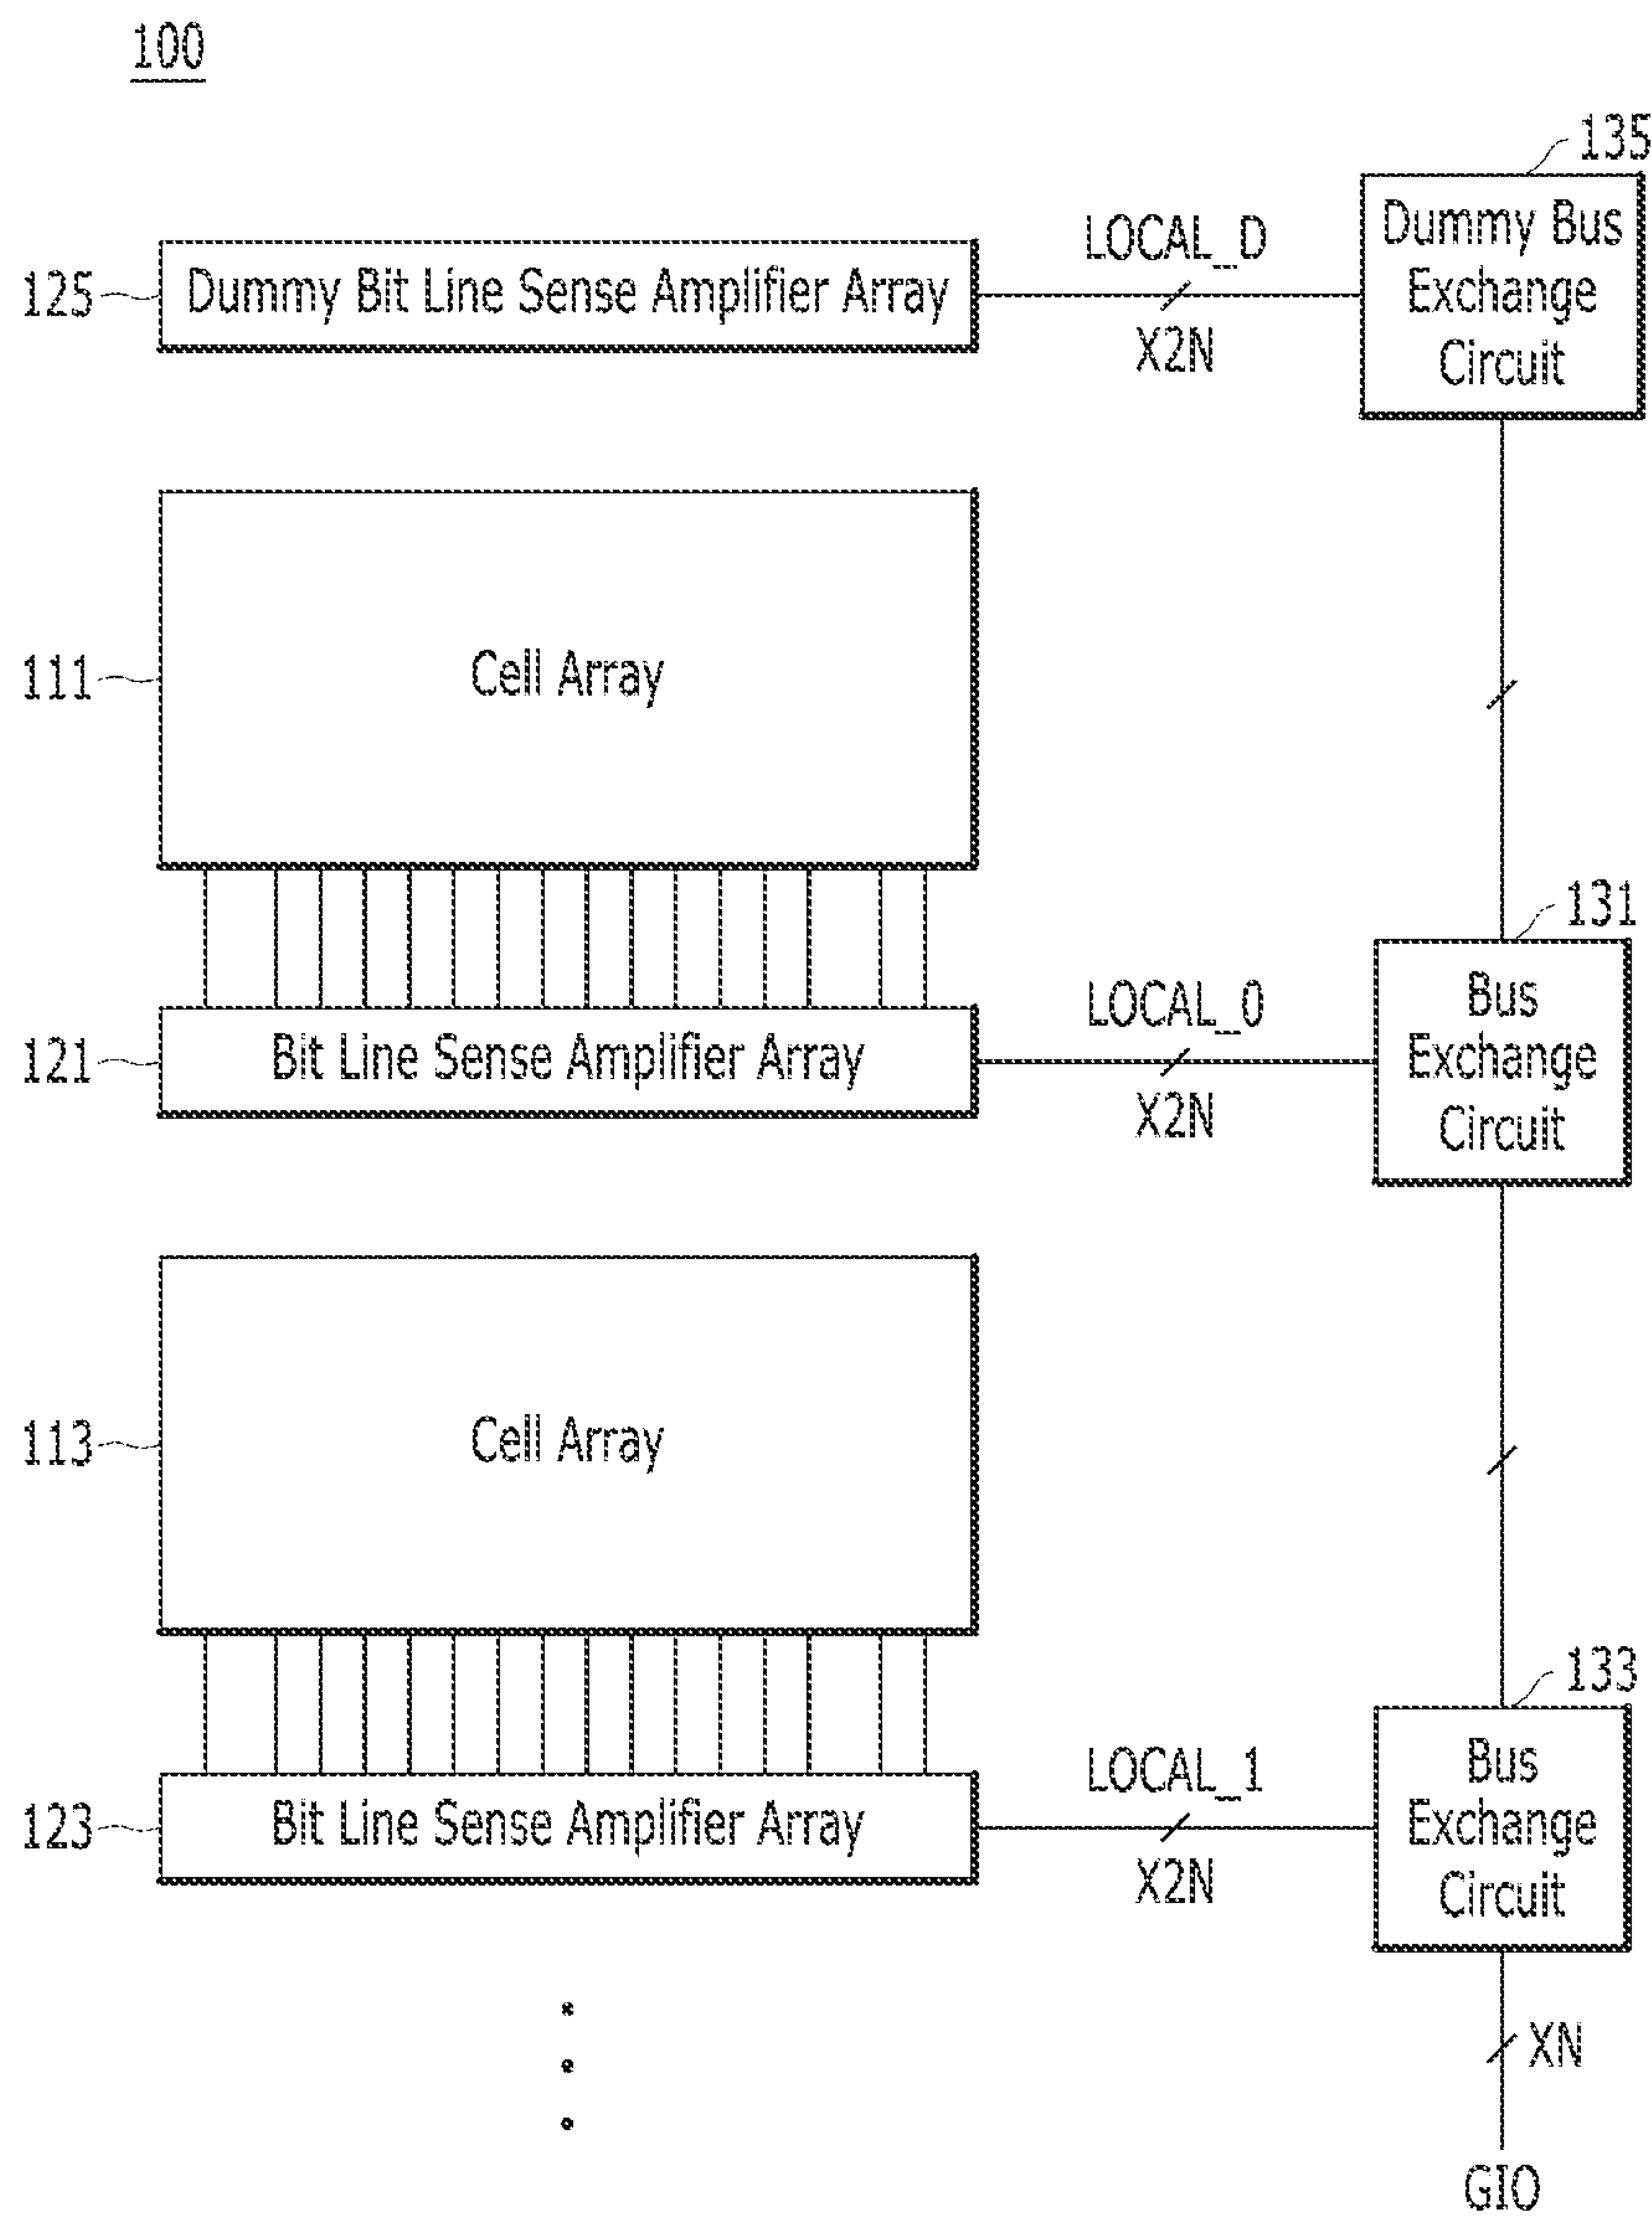 100
135
125
Dummy Bit Line Sense Amplifier Array
LOCAL_D
X2N
Dummy Bus
Exchange
Circuit
111
Cell Array
131
121
Bit Line Sense Amplifier Array
LOCAL_0
X2N
Bus
Exchange
Circuit
113
Cell Array
133
123
Bit Line Sense Amplifier Array
LOCAL_1
X2N
Bus
Exchange
Circuit
XN
GIO